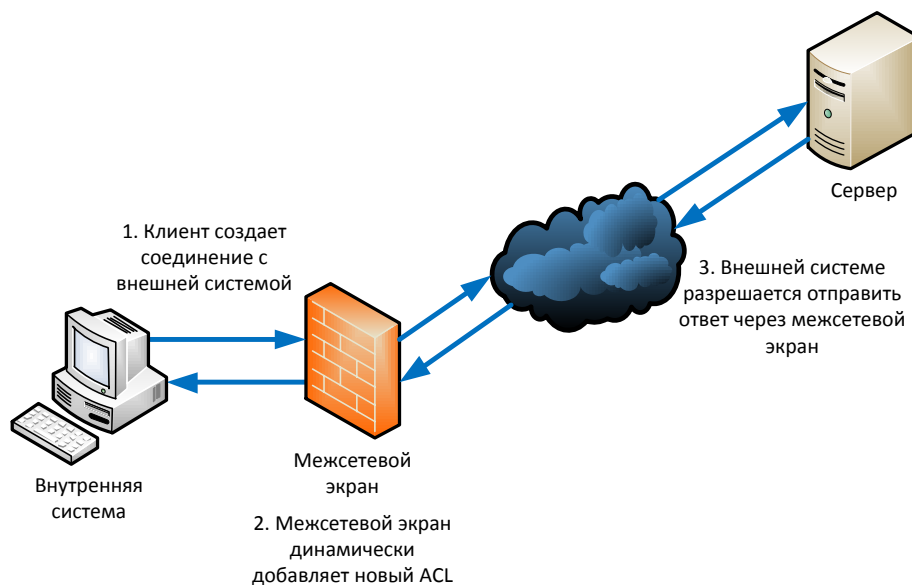 Сервер
1. Клиент создает
соединение с
внешней системой
3. Внешней системе
разрешается отправить
ответ через межсетевой
экран
Межсетевой
экран
Внутренняя
система
2. Межсетевой экран
динамически
добавляет новый ACL